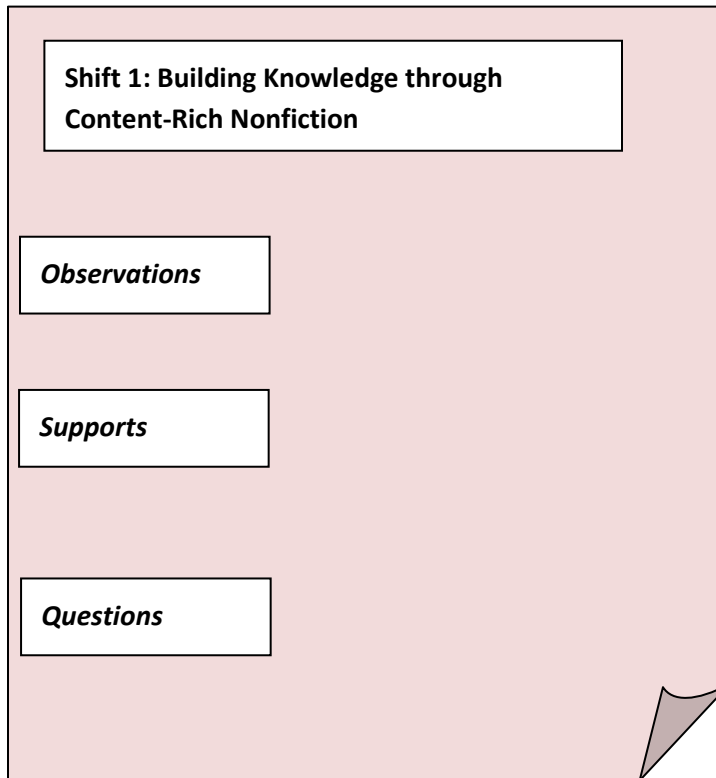 Shift 1: Building Knowledge through
Content-Rich Nonfiction
Observations
Supports
Questions